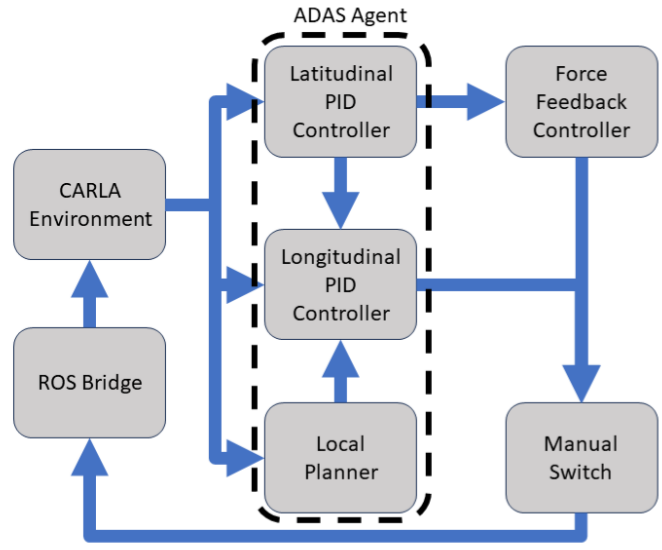 ADAS Agent
Latitudinal
PID
Controller
Force
Feedback
Controller
CARLA
Environment
Longitudinal
PID
Controller
ROS Bridge
Local
Planner
Manual
Switch